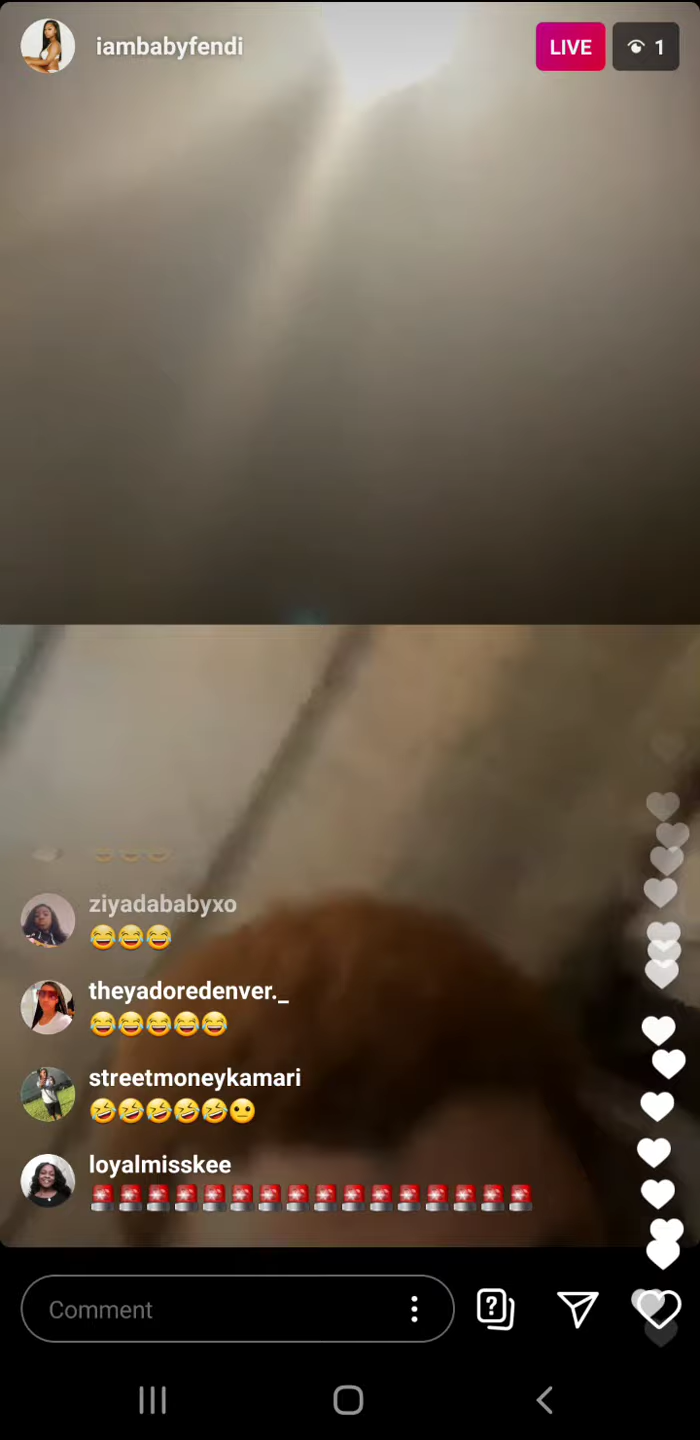 iambabyfendi
LIVE
1
ziyadababyxo
😂😂😂
theyadoredenver._
😂😂😂😂😂
streetmoneykamari
🤣🤣🤣🤣🤣😐
loyalmisskee
🚨🚨🚨🚨🚨🚨🚨🚨🚨🚨🚨🚨🚨🚨🚨🚨
Comment